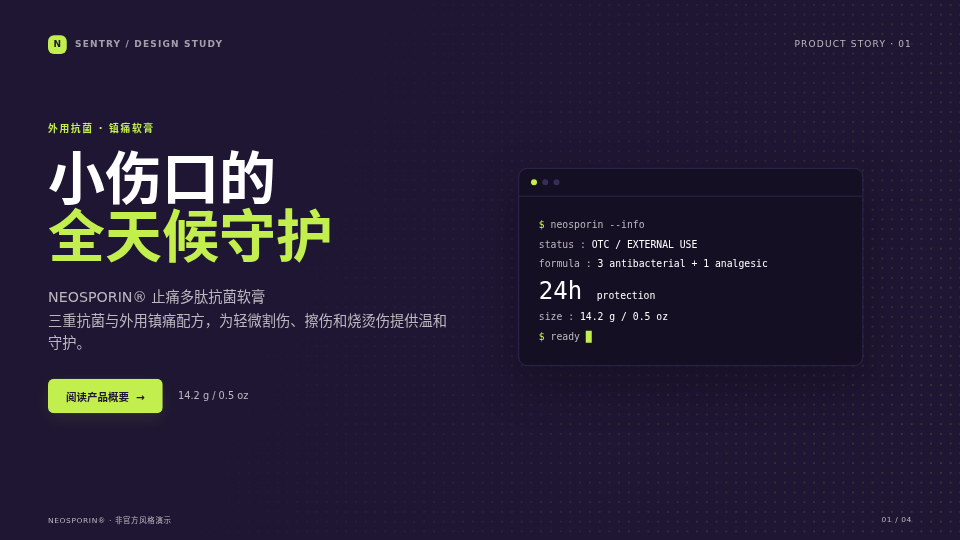 N SENTRY / DESIGN STUDY
PRODUCT STORY · 01
外用抗菌 · 镇痛软膏
小伤口的
全天候守护
NEOSPORIN® 止痛多肽抗菌软膏
三重抗菌与外用镇痛配方，为轻微割伤、擦伤和烧烫伤提供温和
守护。
阅读产品概要 →
14.2 g / 0.5 oz
$ neosporin --info
status : OTC / EXTERNAL USE
formula : 3 antibacterial + 1 analgesic
24h protection
size : 14.2 g / 0.5 oz
$ ready
NEOSPORIN® · 非官方风格演示
01 / 04